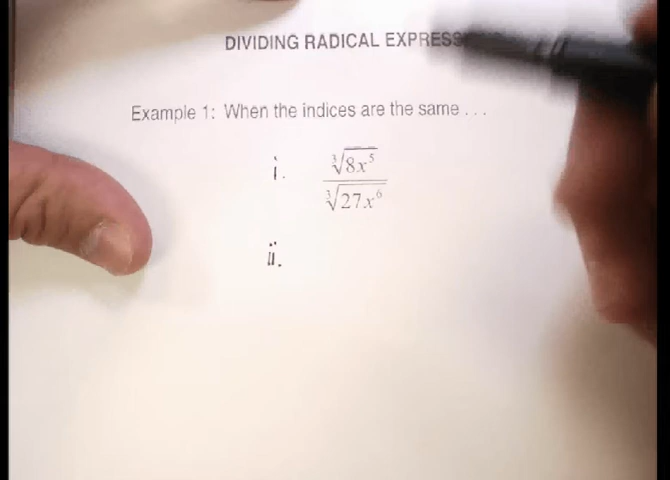 DIVIDING RADICAL EXPRESS
Example 1: When the indices are the same . . .
i. ∛(8x⁵) / ∛(27x⁶)
ii.